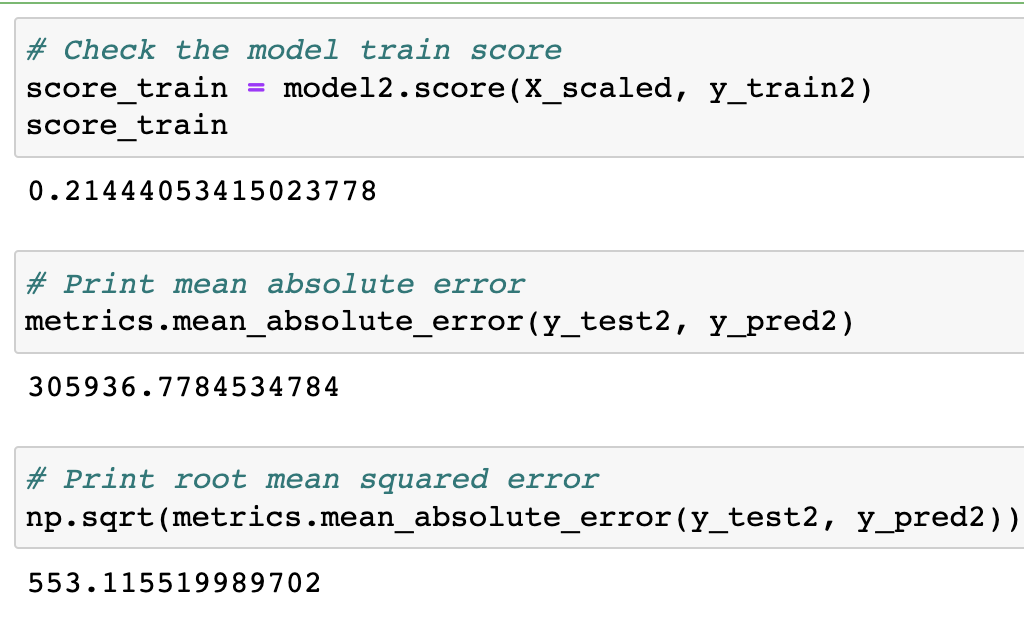 # Check the model train score
score_train = model2.score(X_scaled, y_train2)
score_train
0.21444053415023778
# Print mean absolute error
metrics.mean_absolute_error(y_test2, y_pred2)
305936.7784534784
# Print root mean squared error
np.sqrt(metrics.mean_absolute_error(y_test2, y_pred2))
553.115519989702